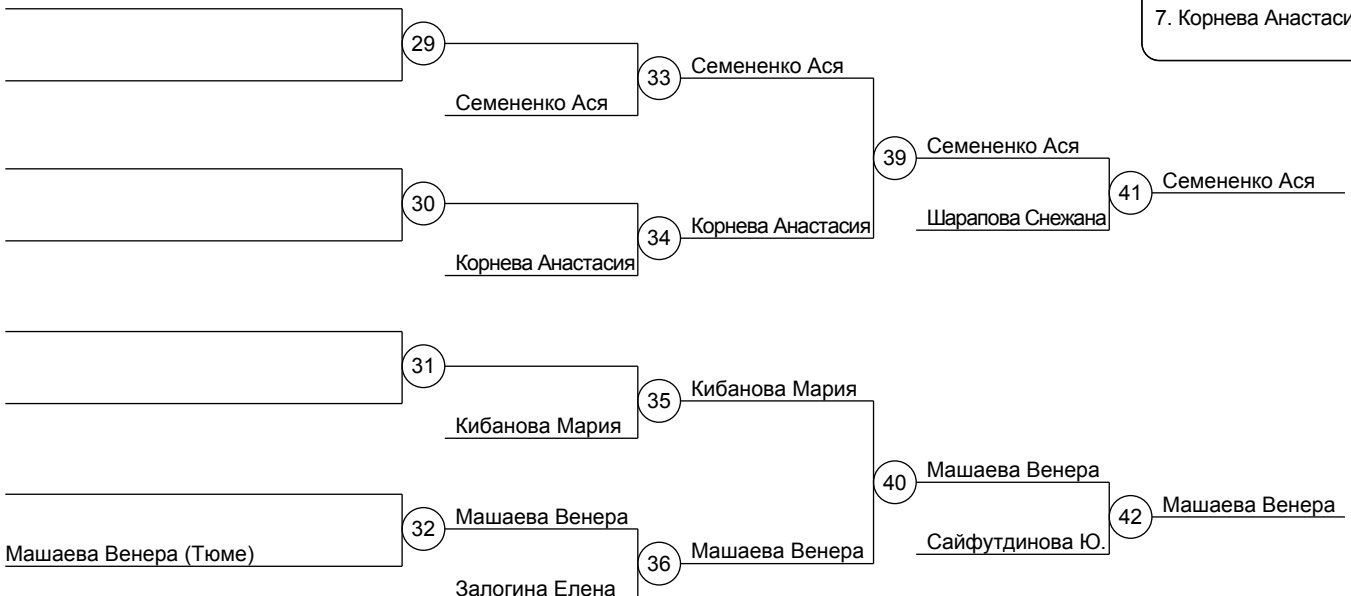 7. Корнева Анастаси
29
Семененко Ася
33
Семененко Ася
39
Семененко Ася
41
Семененко Ася
Шарапова Снежана
30
Корнева Анастасия
34
Корнева Анастасия
31
Кибанова Мария
35
Кибанова Мария
40
Машаева Венера
42
Машаева Венера
Сайфутдинова Ю.
32
Машаева Венера
Машаева Венера (Тюме)
36
Машаева Венера
Залогина Елена